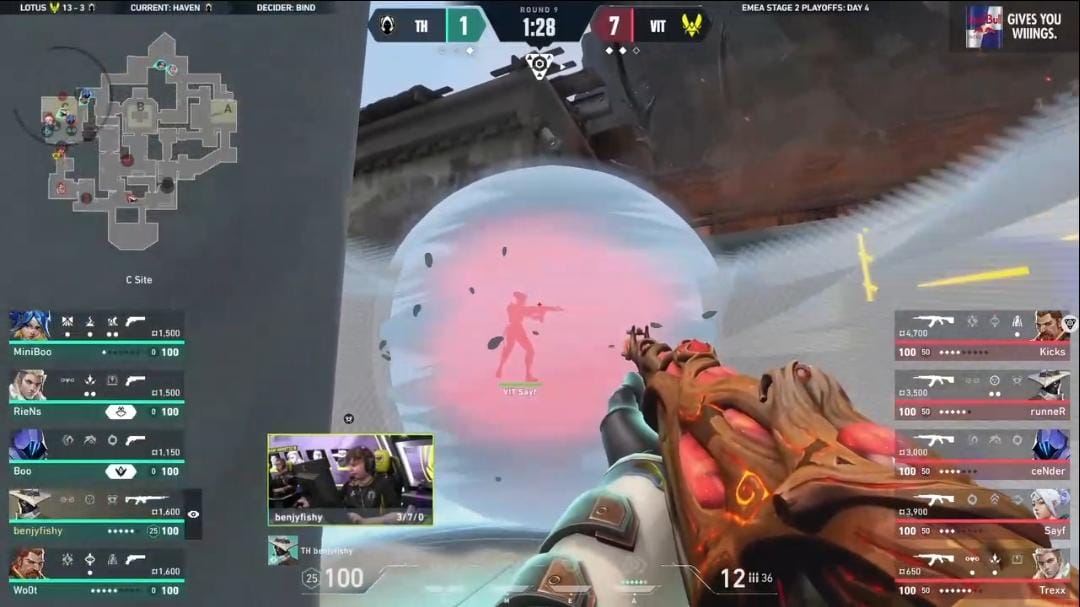 LOTUS 13 - 3
CURRENT: HAVEN
DECIDER: BIND
TH 1
ROUND 9
1:28
7 VIT
EMEA STAGE 2 PLAYOFFS: DAY 4
Red Bull
GIVES YOU
WIIINGS.
B
A
C Site
1,500
MiniBoo 0 100
1,500
RieNs 0 100
1,150
Boo 0 100
1,600
benjyfishy 25 100
1,600
Wo0t 0 100
4,700
100 50 Kicks
3,500
100 50 runneR
3,000
100 50 ceNder
3,900
100 50 Sayf
650
100 50 Trexx
VIT Sayf
benjyfishy 3/7/0
TH benjyfishy
25 100
12 36